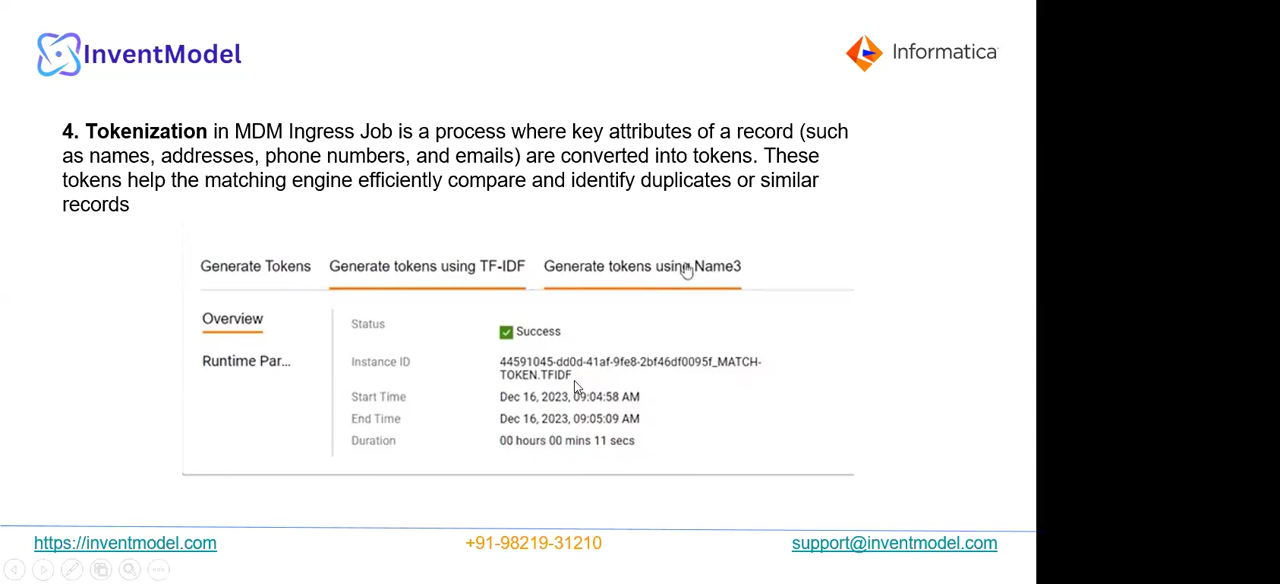 InventModel
Informatica
4. Tokenization in MDM Ingress Job is a process where key attributes of a record (such
as names, addresses, phone numbers, and emails) are converted into tokens. These
tokens help the matching engine efficiently compare and identify duplicates or similar
records
Generate Tokens Generate tokens using TF-IDF Generate tokens using Name3
Overview
Runtime Par...
Status Success
Instance ID 44591045-dd0d-41af-9fe8-2bf46df0095f_MATCH-
TOKEN.TFIDF
Start Time Dec 16, 2023, 09:04:58 AM
End Time Dec 16, 2023, 09:05:09 AM
Duration 00 hours 00 mins 11 secs
https://inventmodel.com +91-98219-31210 support@inventmodel.com